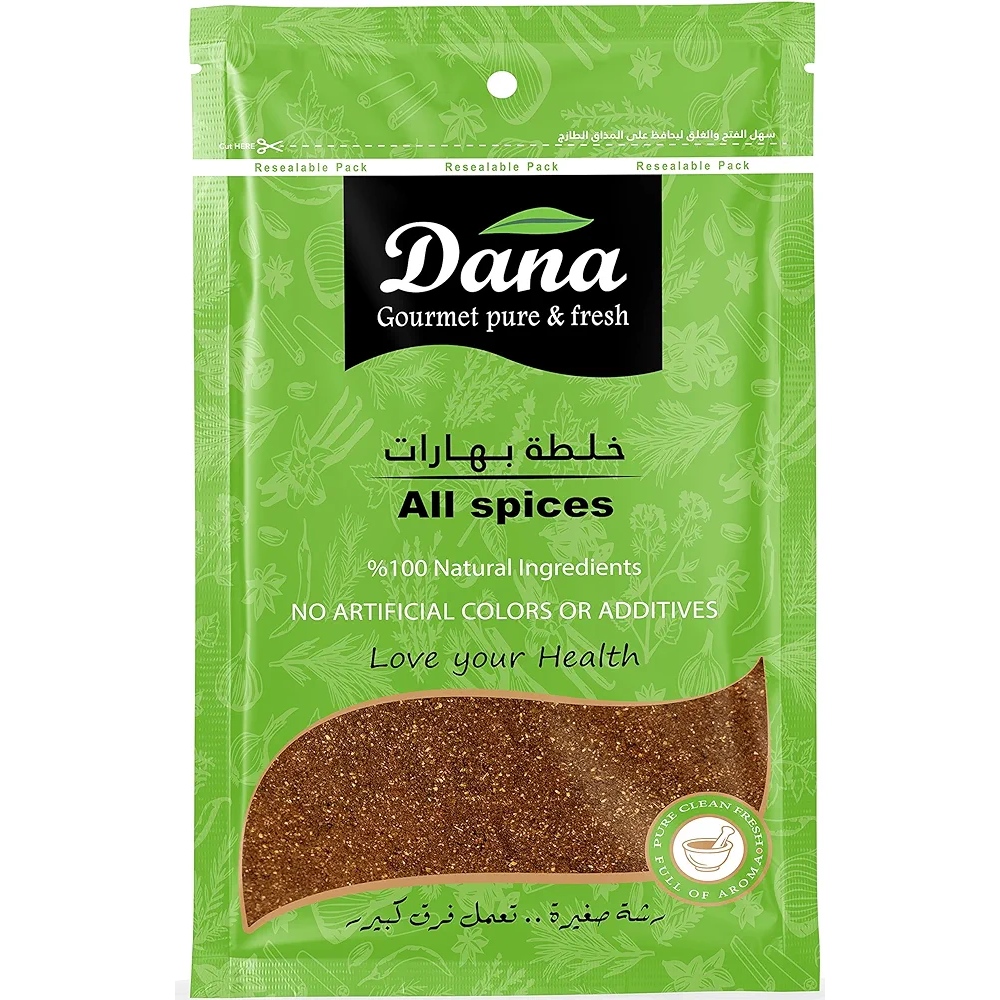 سهل الفتح والغلق ليحافظ على المذاق الطازج
Cut HERE
Resealable Pack Resealable Pack Resealable Pack
Dana
Gourmet pure & fresh
خلطة بهارات
All spices
%100 Natural Ingredients
NO ARTIFICIAL COLORS OR ADDITIVES
Love your Health
PURE CLEAN FRESH
FULL OF AROMA
رشة صغيرة .. تعمل فرق كبير